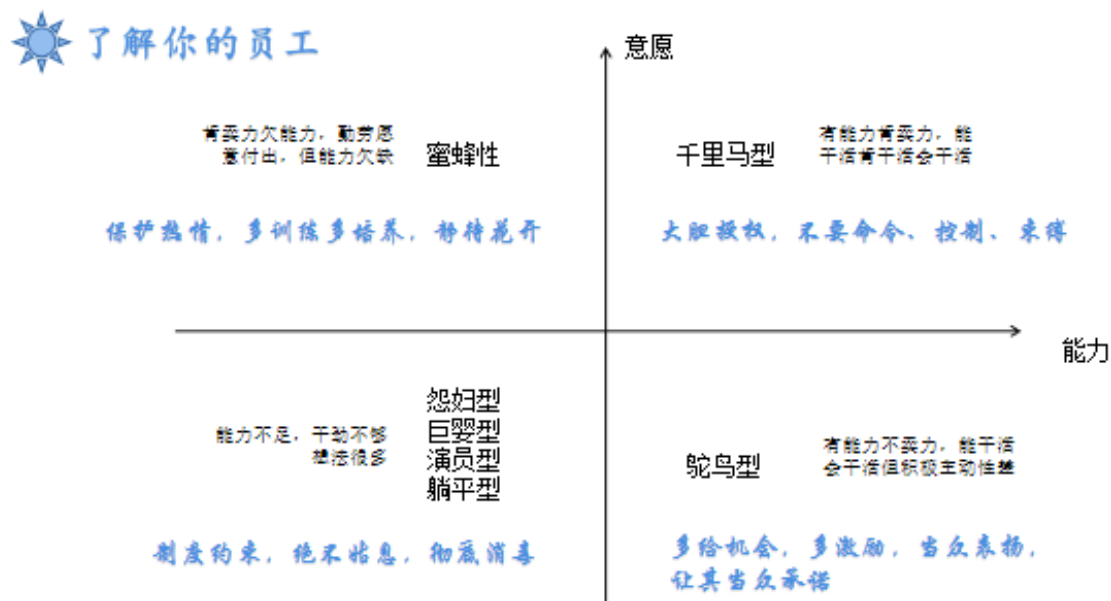 了解你的员工
意愿
肯卖力欠能力，勤劳愿
意付出，但能力欠缺
蜜蜂性
千里马型
有能力肯卖力，能
干活肯干活会干活
保护热情，多训练多培养，静待花开
大胆授权，不要命令、控制、束缚
能力
怨妇型
巨婴型
演员型
躺平型
能力不足，干劲不够
想法很多
鸵鸟型
有能力不卖力，能干活
会干活但积极主动性差
制度约束，绝不姑息，彻底消毒
多给机会，多激励，当众表扬，
让其当众承诺